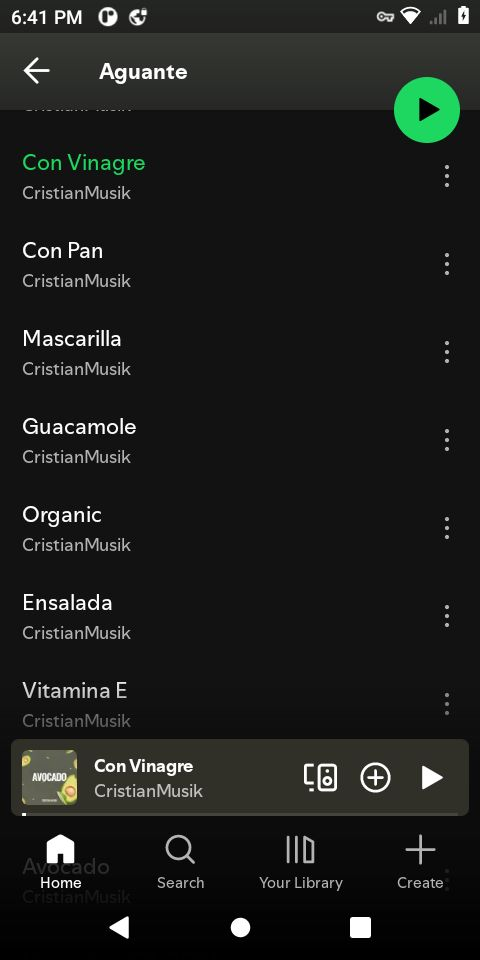 6:41 PM
Aguante
CristianMusik
Con Vinagre
CristianMusik
Con Pan
CristianMusik
Mascarilla
CristianMusik
Guacamole
CristianMusik
Organic
CristianMusik
Ensalada
CristianMusik
Vitamina E
CristianMusik
AVOCADO
Con Vinagre
CristianMusik
Avocado
CristianMusik
Home
Search
Your Library
Create